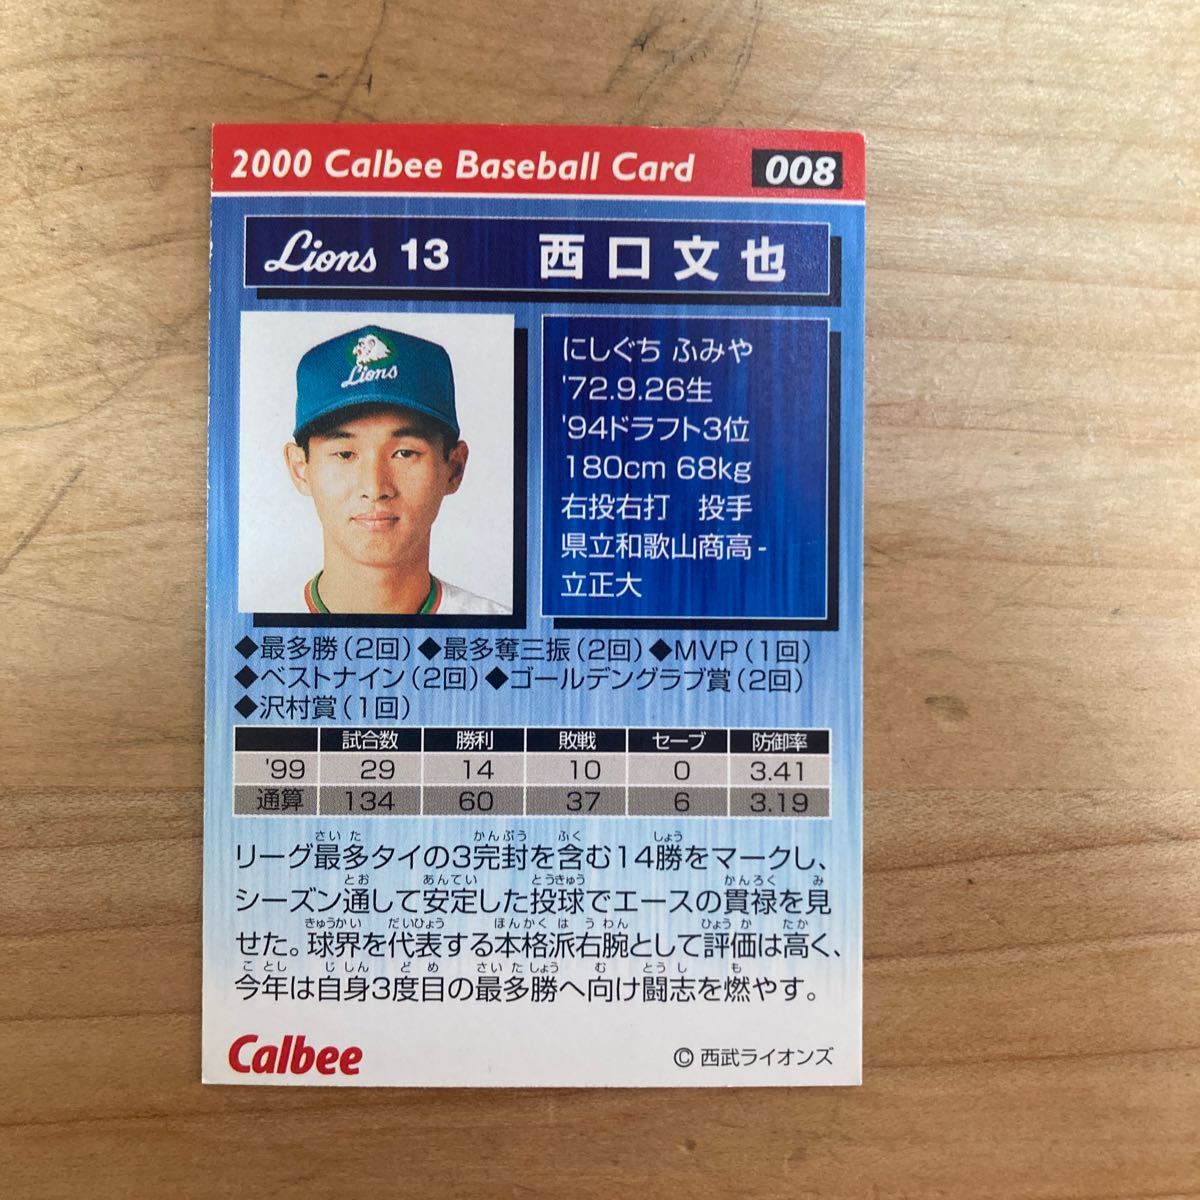 2000 Calbee Baseball Card 008
Lions 13 西口文也
Lions
にしぐち ふみや
'72.9.26生
'94ドラフト3位
180cm 68kg
右投右打 投手
県立和歌山商高-
立正大
◆最多勝(2回)◆最多奪三振(2回)◆MVP(1回)
◆ベストナイン(2回)◆ゴールデングラブ賞(2回)
◆沢村賞(1回)
試合数 勝利 敗戦 セーブ 防御率
'99 29 14 10 0 3.41
通算 134 60 37 6 3.19
さいた かんぷう ふく しょう
リーグ最多タイの3完封を含む14勝をマークし、
とお あんてい とうきゅう かんろく み
シーズン通して安定した投球でエースの貫禄を見
きゅうかい だいひょう ほんかく は うわん ひょうか たか
せた。球界を代表する本格派右腕として評価は高く、
ことし じしん どめ さいたしょう む とうし も
今年は自身3度目の最多勝へ向け闘志を燃やす。
Calbee
© 西武ライオンズ